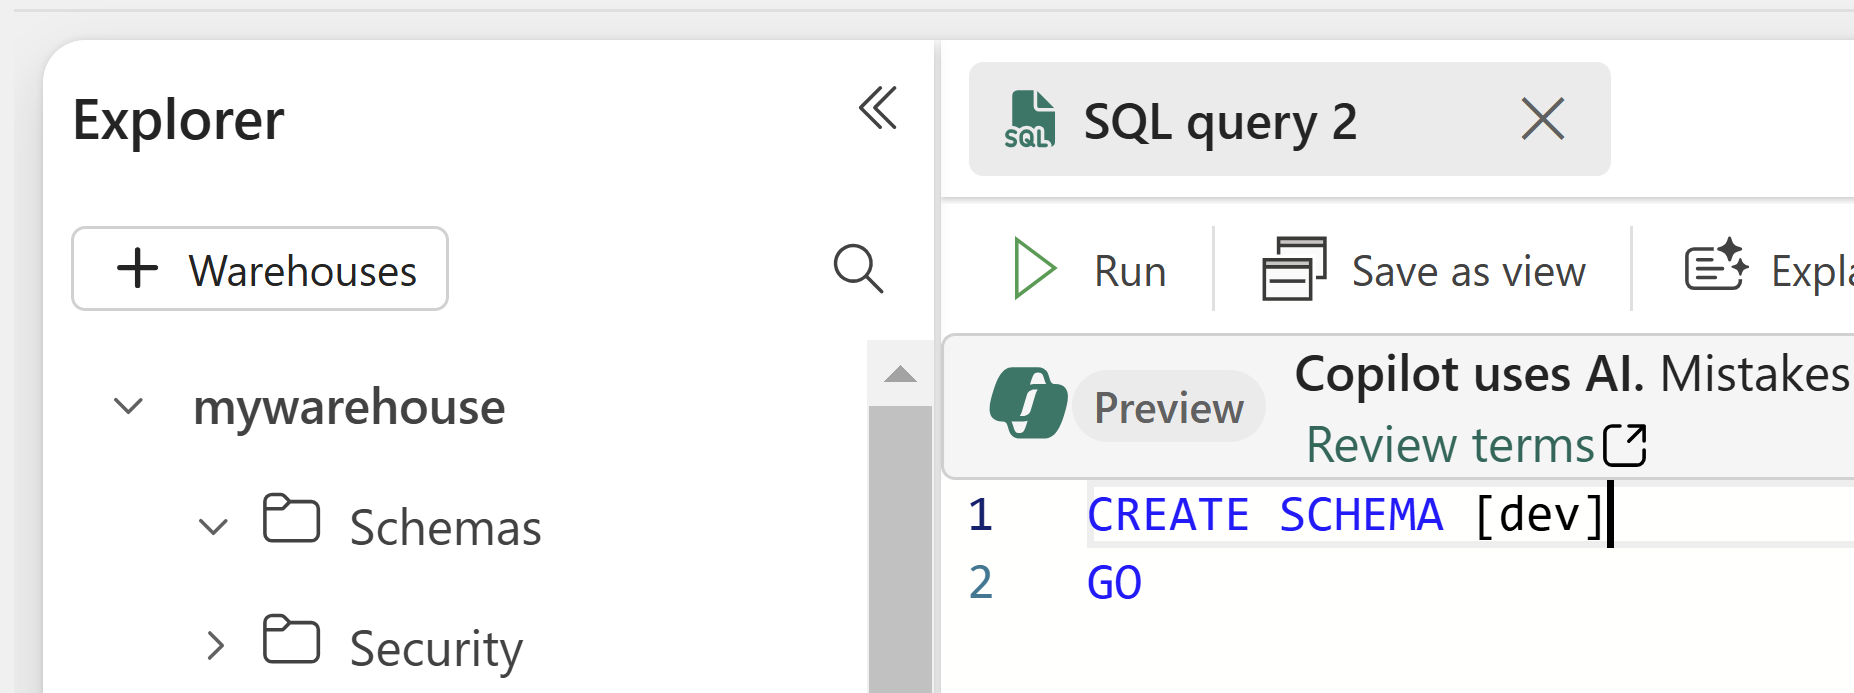 Explorer
+ Warehouses
mywarehouse
Schemas
Security
SQL
SQL query 2
Run
Save as view
Expla
Preview
Copilot uses AI. Mistakes
Review terms
1 CREATE SCHEMA [dev]
2 GO